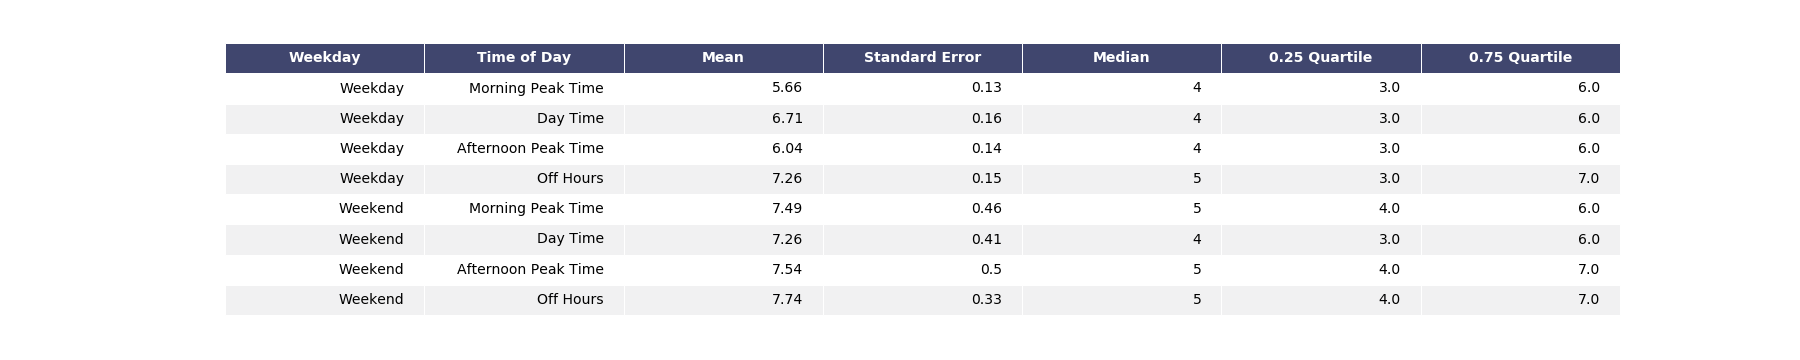 Weekday Time of Day Mean Standard Error Median 0.25 Quartile 0.75 Quartile
Weekday Morning Peak Time 5.66 0.13 4 3.0 6.0
Weekday Day Time 6.71 0.16 4 3.0 6.0
Weekday Afternoon Peak Time 6.04 0.14 4 3.0 6.0
Weekday Off Hours 7.26 0.15 5 3.0 7.0
Weekend Morning Peak Time 7.49 0.46 5 4.0 6.0
Weekend Day Time 7.26 0.41 4 3.0 6.0
Weekend Afternoon Peak Time 7.54 0.5 5 4.0 7.0
Weekend Off Hours 7.74 0.33 5 4.0 7.0